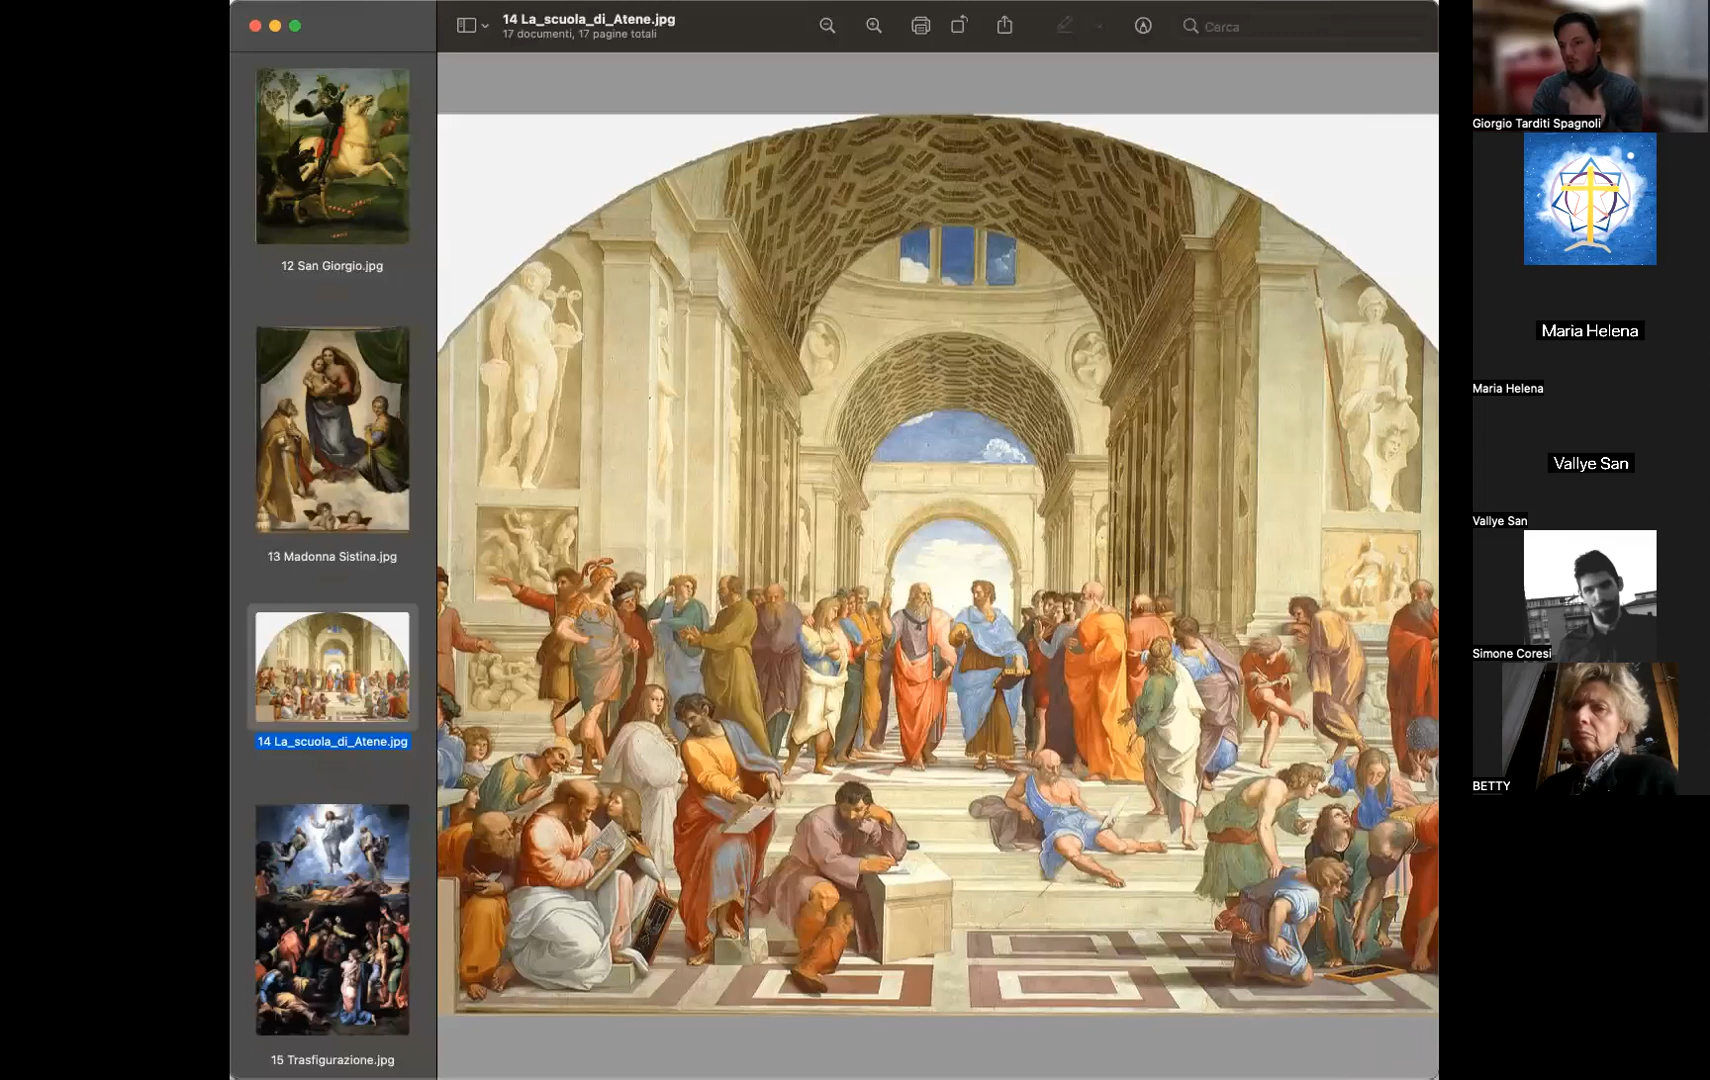 14 La_scuola_di_Atene.jpg
17 documenti, 17 pagine totali
Cerca
12 San Giorgio.jpg
13 Madonna Sistina.jpg
14 La_scuola_di_Atene.jpg
15 Trasfigurazione.jpg
Giorgio Tarditi Spagnoli
Maria Helena
Maria Helena
Vallye San
Vallye San
Simone Coresi
BETTY